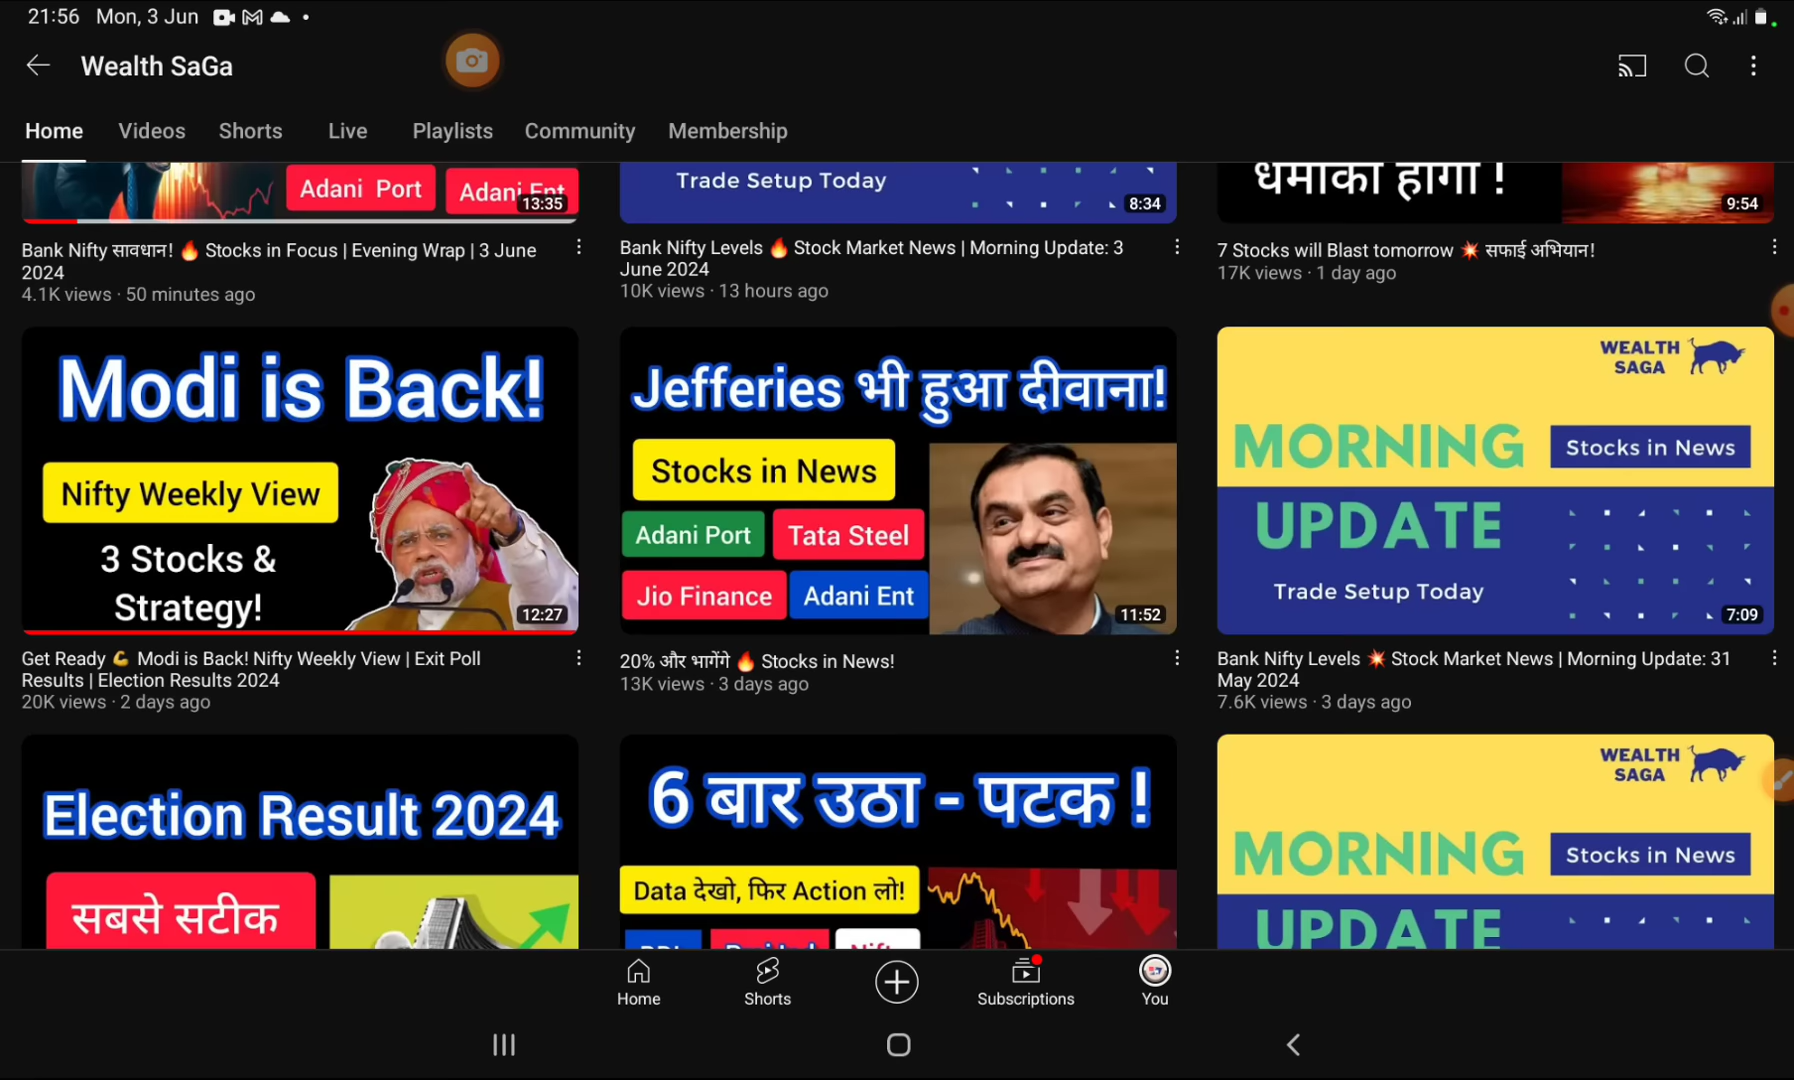 21:56 Mon, 3 Jun
Wealth SaGa
Home Videos Shorts Live Playlists Community Membership
Adani Port
Adani Ent
13:35
Trade Setup Today
8:34
धमाका होगा !
9:54
Bank Nifty सावधान! 🔥 Stocks in Focus | Evening Wrap | 3 June
2024
4.1K views · 50 minutes ago
Bank Nifty Levels 🔥 Stock Market News | Morning Update: 3
June 2024
10K views · 13 hours ago
7 Stocks will Blast tomorrow 💥 सफाई अभियान!
17K views · 1 day ago
Modi is Back!
Nifty Weekly View
3 Stocks &
Strategy!
12:27
Jefferies भी हुआ दीवाना!
Stocks in News
Adani Port
Tata Steel
Jio Finance
Adani Ent
11:52
WEALTH
SAGA
MORNING
Stocks in News
UPDATE
Trade Setup Today
7:09
Get Ready 💪 Modi is Back! Nifty Weekly View | Exit Poll
Results | Election Results 2024
20K views · 2 days ago
20% और भागेंगे 🔥 Stocks in News!
13K views · 3 days ago
Bank Nifty Levels 💥 Stock Market News | Morning Update: 31
May 2024
7.6K views · 3 days ago
Election Result 2024
सबसे सटीक
6 बार उठा - पटक !
Data देखो, फिर Action लो!
WEALTH
SAGA
MORNING
Stocks in News
UPDATE
Home
Shorts
Subscriptions
You